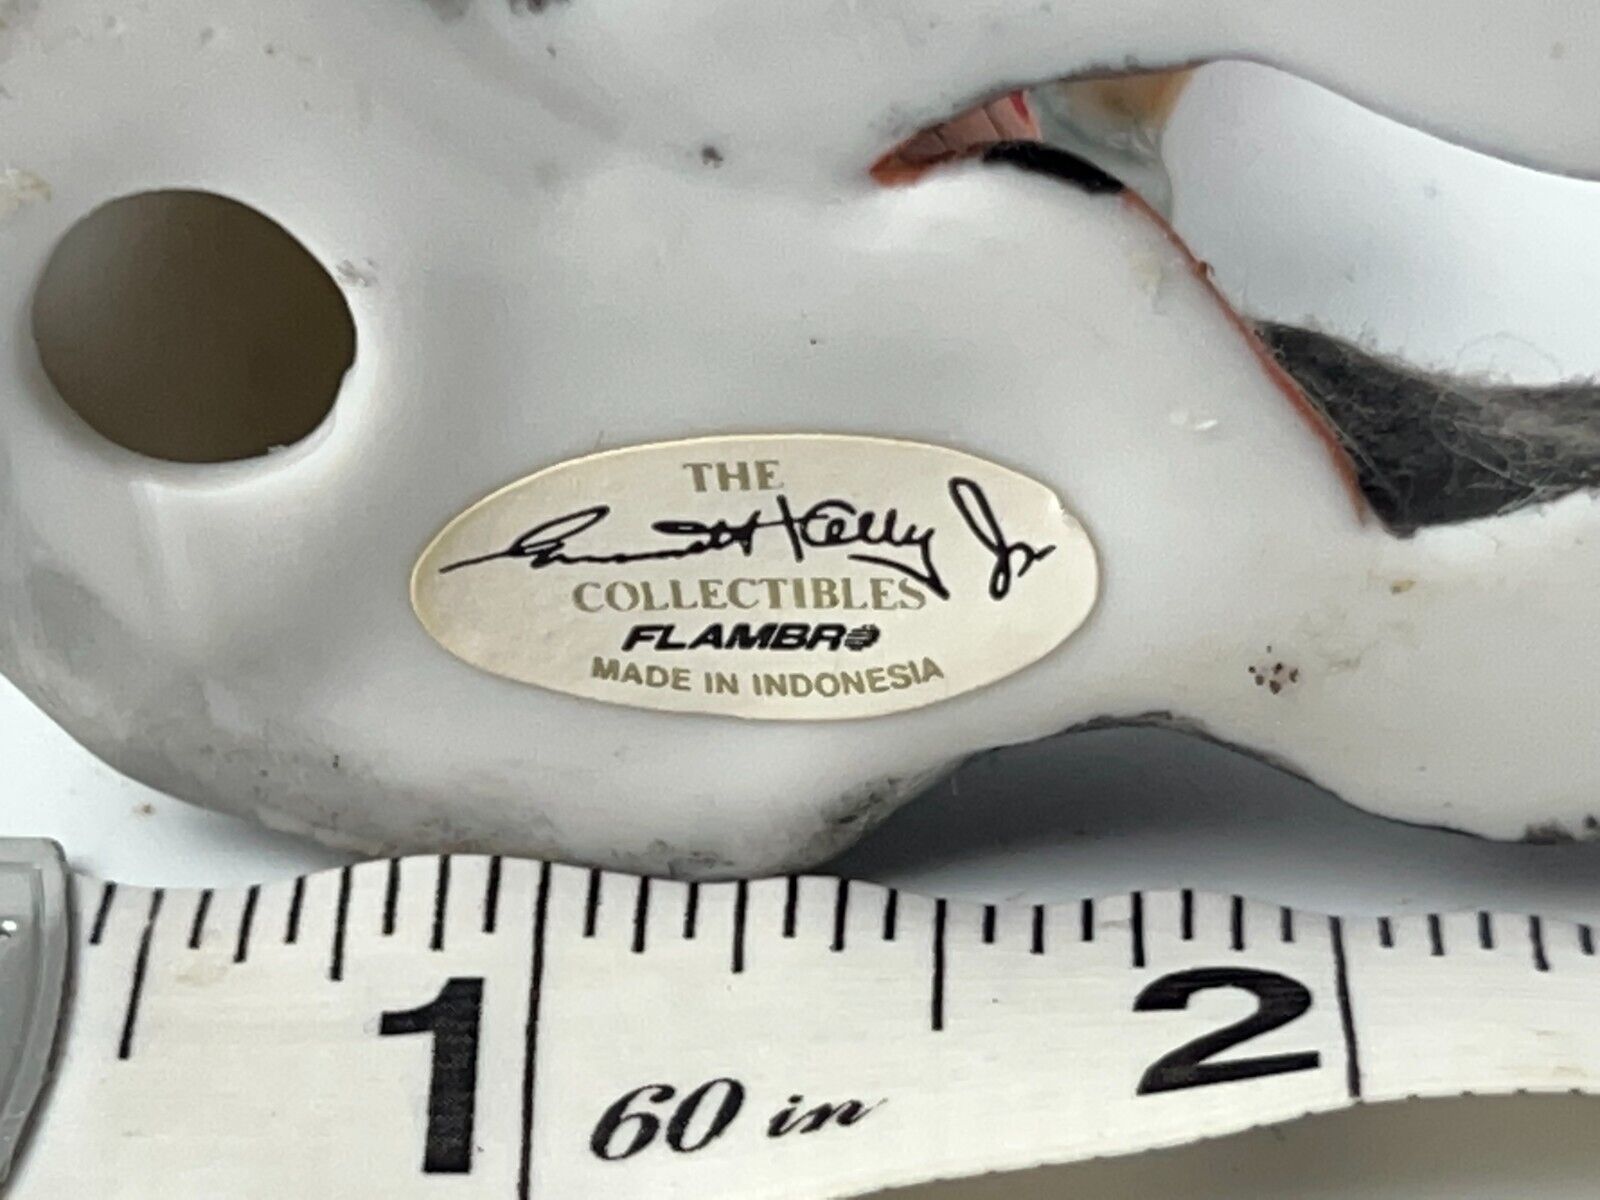 THE
Emmett Kelly Jr
COLLECTIBLES
FLAMBRO
MADE IN INDONESIA
1
2
60 in